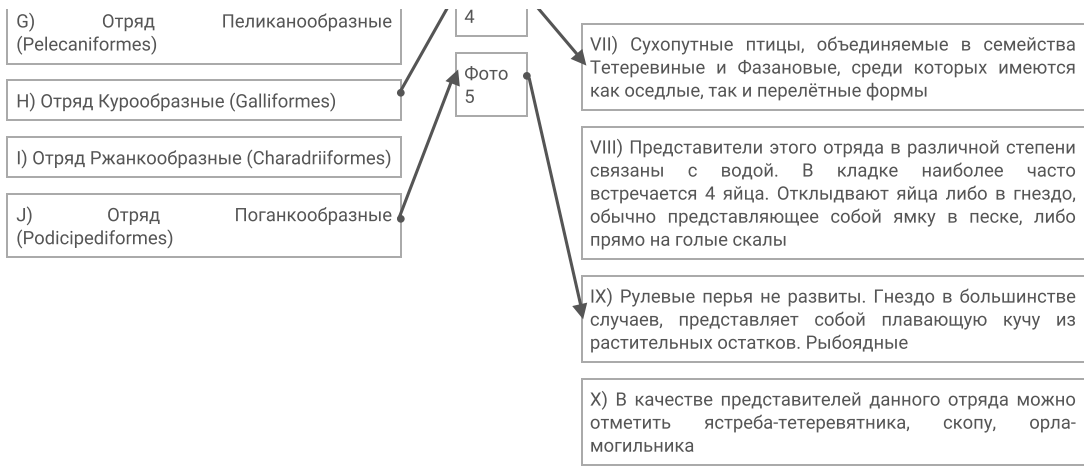 G) Отряд Пеликанообразные
(Pelecaniformes)
H) Отряд Курообразные (Galliformes)
I) Отряд Ржанкообразные (Charadriiformes)
J) Отряд Поганкообразные
(Podicipediformes)
4
Фото
5
VII) Сухопутные птицы, объединяемые в семейства
Тетеревиные и Фазановые, среди которых имеются
как оседлые, так и перелётные формы
VIII) Представители этого отряда в различной степени
связаны с водой. В кладке наиболее часто
встречается 4 яйца. Отклыдвают яйца либо в гнездо,
обычно представляющее собой ямку в песке, либо
прямо на голые скалы
IX) Рулевые перья не развиты. Гнездо в большинстве
случаев, представляет собой плавающую кучу из
растительных остатков. Рыбоядные
X) В качестве представителей данного отряда можно
отметить ястреба-тетеревятника, скопу, орла-
могильника